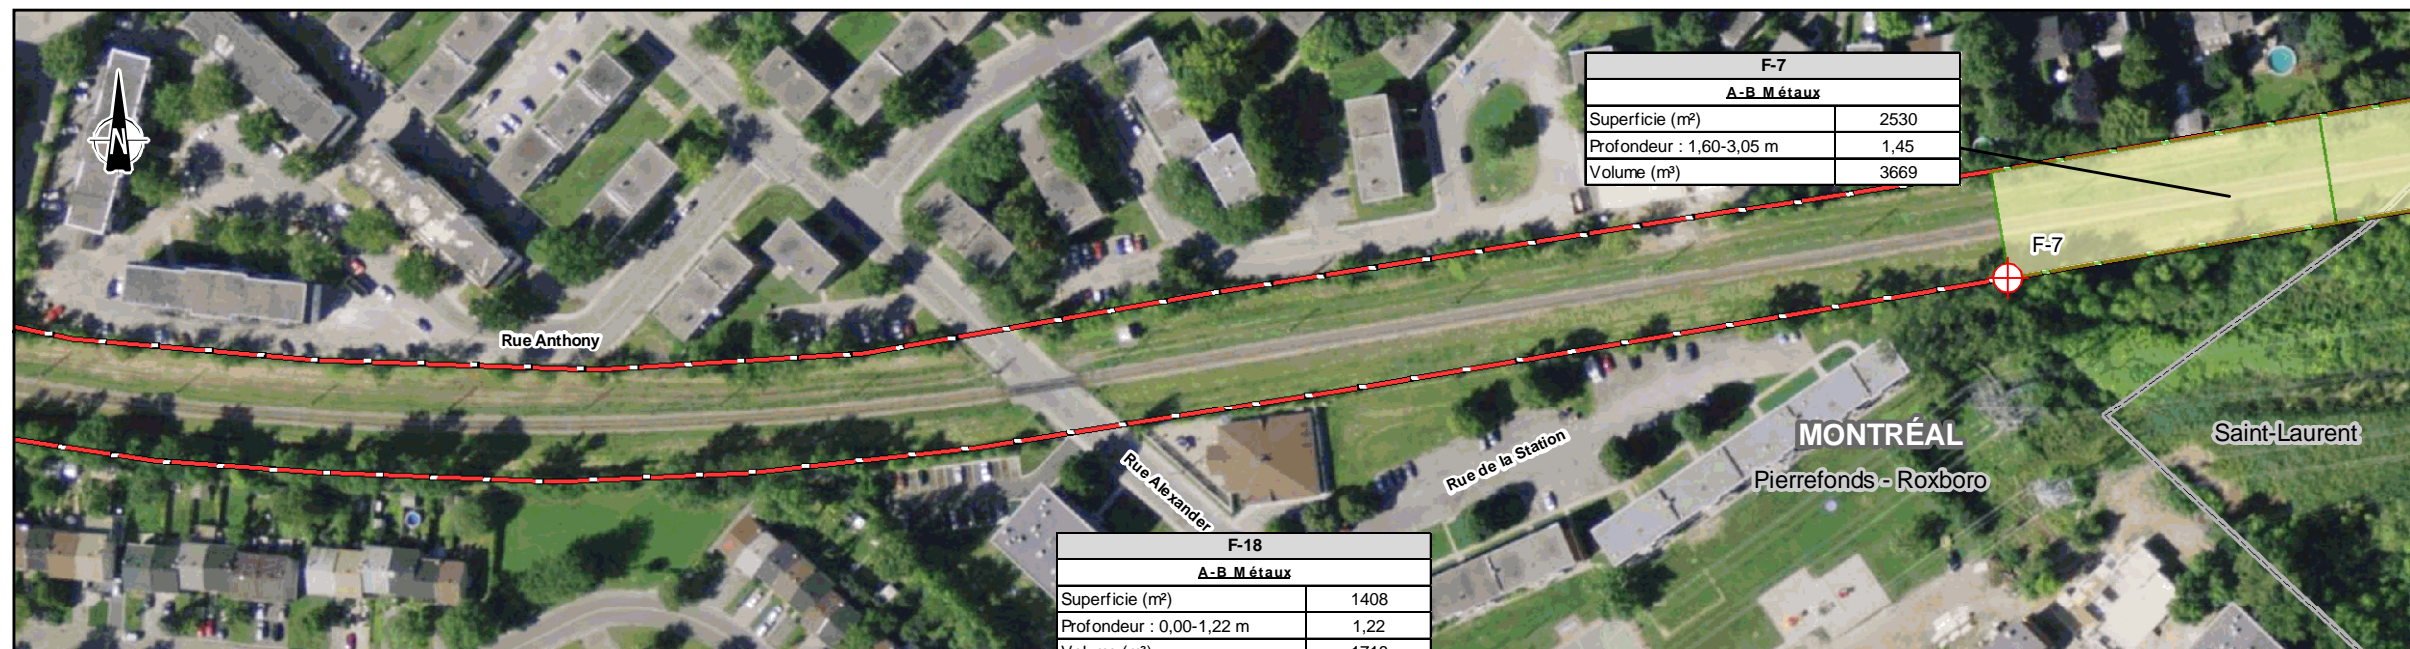 N
F-7
A-B Métaux
Superficie (m²) 2530
Profondeur : 1,60-3,05 m 1,45
Volume (m³) 3669
F-7
Rue Anthony
MONTRÉAL
Saint-Laurent
Rue de la Station
Rue Alexander
Pierrefonds - Roxboro
F-18
A-B Métaux
Superficie (m²) 1408
Profondeur : 0,00-1,22 m 1,22